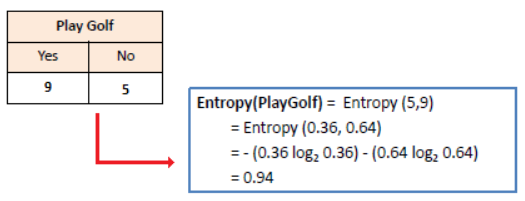 Play Golf
Yes No
9 5
Entropy(PlayGolf) = Entropy (5,9)
= Entropy (0.36, 0.64)
= - (0.36 log₂ 0.36) - (0.64 log₂ 0.64)
= 0.94